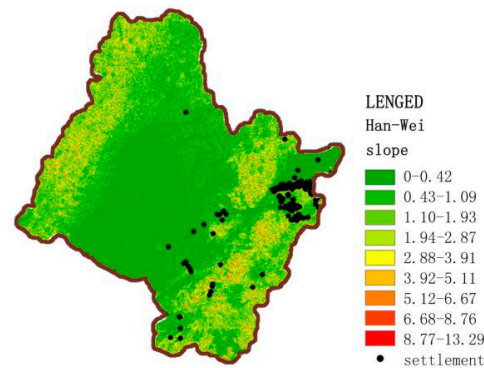 LENGED
Han-Wei
slope
0-0.42
0.43-1.09
1.10-1.93
1.94-2.87
2.88-3.91
3.92-5.11
5.12-6.67
6.68-8.76
8.77-13.29
settlement